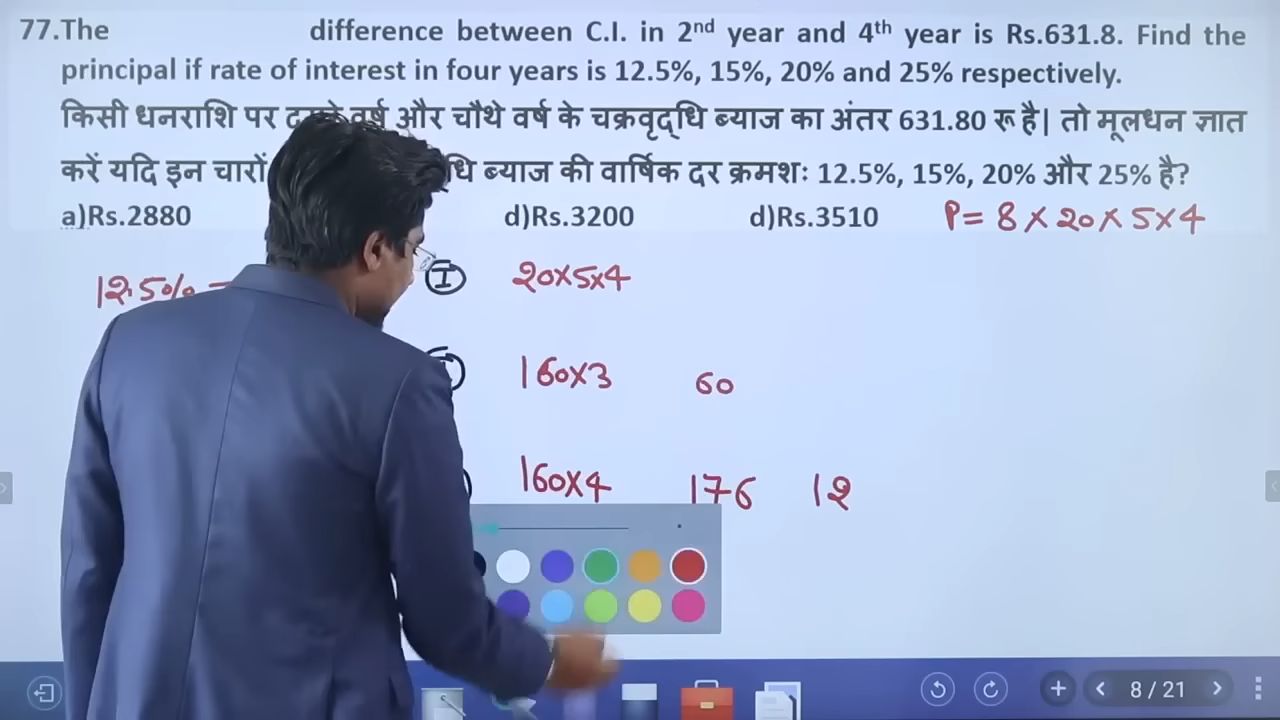 77.The difference between C.I. in 2nd year and 4th year is Rs.631.8. Find the
principal if rate of interest in four years is 12.5%, 15%, 20% and 25% respectively.
किसी धनराशि पर वर्ष और चौथे वर्ष के चक्रवृद्धि ब्याज का अंतर 631.80 रू है| तो मूलधन ज्ञात
करें यदि इन चारों ब्याज की वार्षिक दर क्रमशः 12.5%, 15%, 20% और 25% है?
a)Rs.2880 d)Rs.3200 d)Rs.3510 P= 8×20×5×4
12.5% I 20×5×4
160×3 60
160×4 176 12
8 / 21